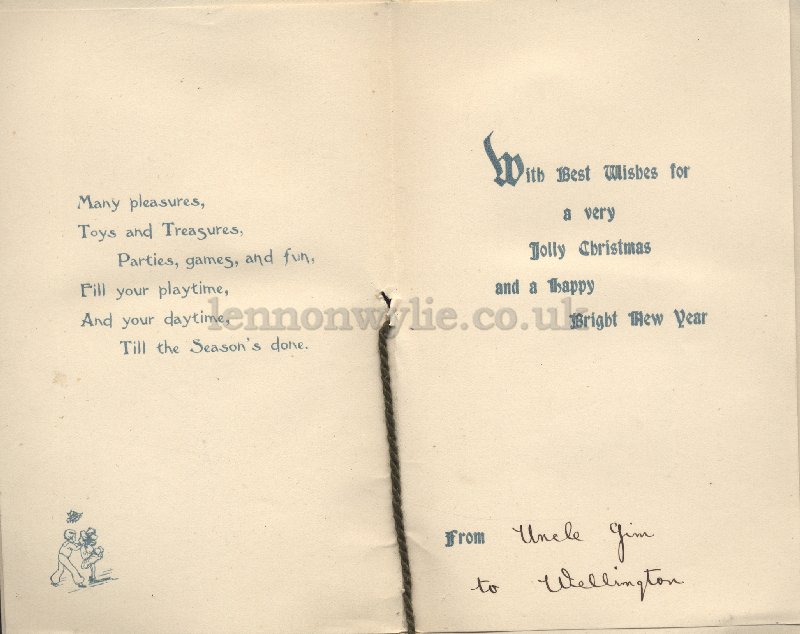 Many pleasures,
Toys and Treasures,
Parties, games, and fun,
Fill your playtime,
And your daytime,
Till the Season's done.
With Best Wishes for
a very
Jolly Christmas
and a Happy
Bright New Year
From Uncle Jim
to Wellington
lennonwylie.co.uk